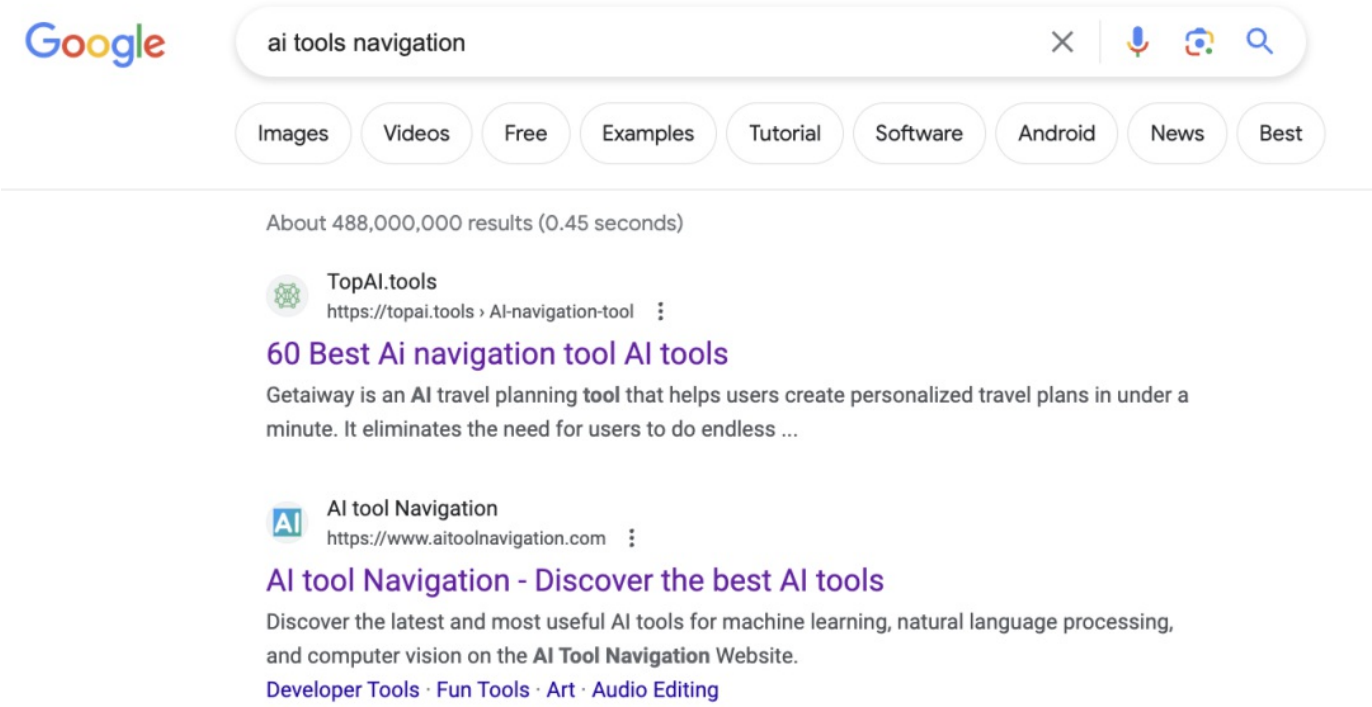 Google
ai tools navigation
Images Videos Free Examples Tutorial Software Android News Best
About 488,000,000 results (0.45 seconds)
TopAI.tools
https://topai.tools › AI-navigation-tool
60 Best Ai navigation tool AI tools
Getaiway is an AI travel planning tool that helps users create personalized travel plans in under a
minute. It eliminates the need for users to do endless ...
AI
AI tool Navigation
https://www.aitoolnavigation.com
AI tool Navigation - Discover the best AI tools
Discover the latest and most useful AI tools for machine learning, natural language processing,
and computer vision on the AI Tool Navigation Website.
Developer Tools · Fun Tools · Art · Audio Editing